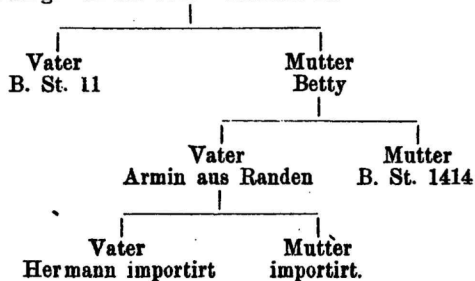 Vater Mutter
B. St. 11 Betty
Vater Mutter
Armin aus Randen B. St. 1414
Vater Mutter
Hermann importirt importirt.